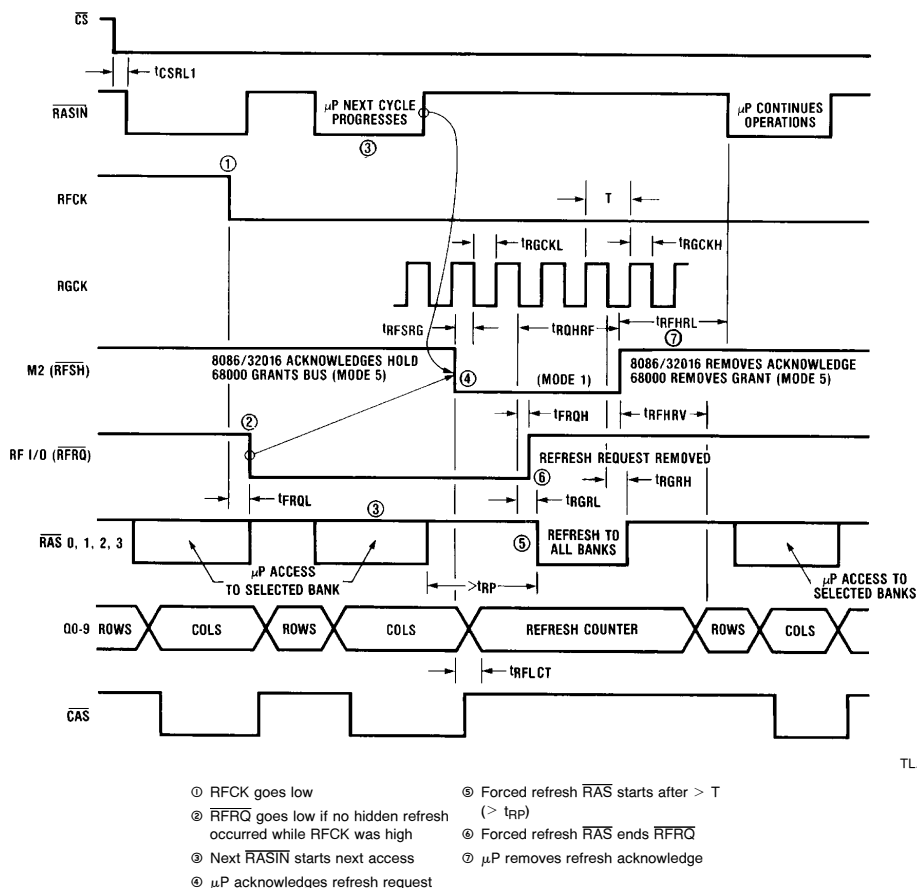 CS
tCSRL1
RASIN
μP NEXT CYCLE
PROGRESSES
③
μP CONTINUES
OPERATIONS
①
RFCK
T
tRGCKL
tRGCKH
RGCK
tRFSRG
tRQHRF
tRFHRL
⑦
M2 (RFSH)
8086/32016 ACKNOWLEDGES HOLD
68000 GRANTS BUS (MODE 5)
④
(MODE 1)
8086/32016 REMOVES ACKNOWLEDGE
68000 REMOVES GRANT (MODE 5)
②
tFRQH
tRFHRV
RF I/O (RFRQ)
REFRESH REQUEST REMOVED
⑥
tFRQL
tRGRL
tRGRH
③
RAS 0, 1, 2, 3
⑤
REFRESH TO
ALL BANKS
μP ACCESS
TO SELECTED BANK
>tRP
μP ACCESS TO
SELECTED BANKS
Q0-9 ROWS COLS ROWS COLS REFRESH COUNTER ROWS COLS
tRFLCT
CAS
TL
① RFCK goes low
② RFRQ goes low if no hidden refresh
occurred while RFCK was high
③ Next RASIN starts next access
④ μP acknowledges refresh request
⑤ Forced refresh RAS starts after > T
(> tRP)
⑥ Forced refresh RAS ends RFRQ
⑦ μP removes refresh acknowledge